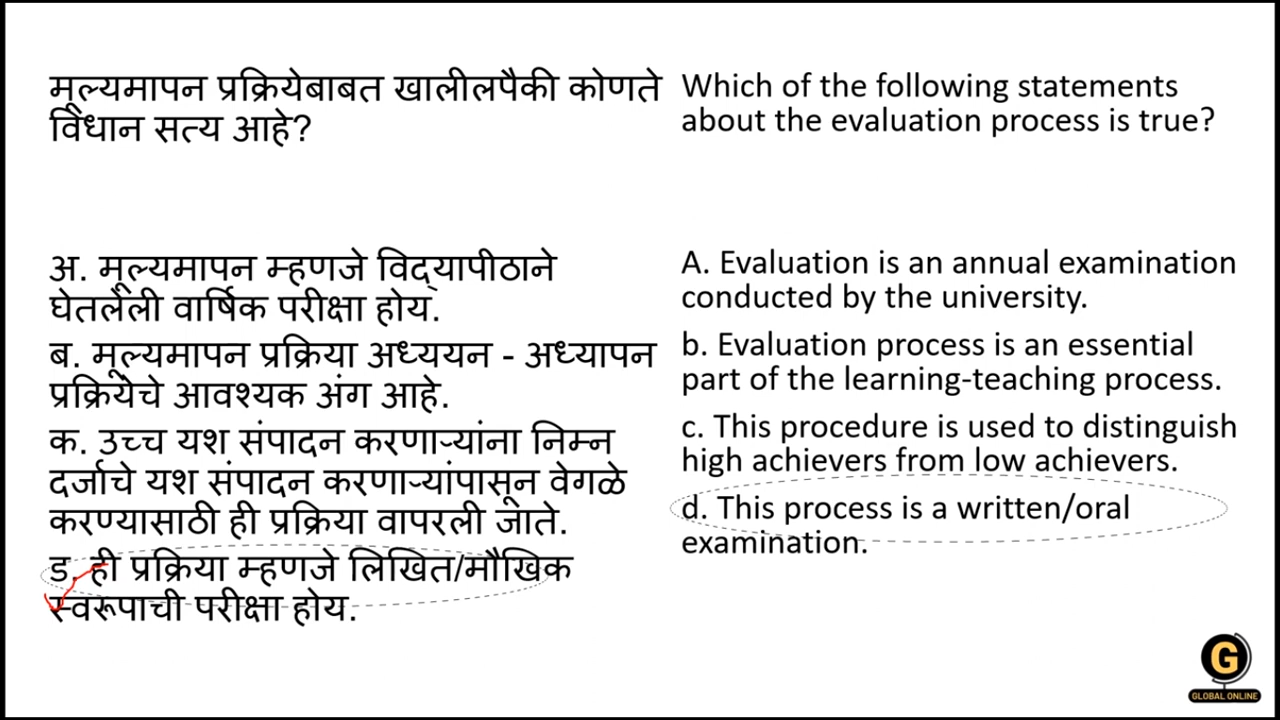 मूल्यमापन प्रक्रियेबाबत खालीलपैकी कोणते
विधान सत्य आहे?
अ. मूल्यमापन म्हणजे विद्‌यापीठाने
घेतलेली वार्षिक परीक्षा होय.
ब. मूल्यमापन प्रक्रिया अध्ययन - अध्यापन
प्रक्रियेचे आवश्यक अंग आहे.
क. उच्च यश संपादन करणाऱ्यांना निम्न
दर्जाचे यश संपादन करणाऱ्यांपासून वेगळे
करण्यासाठी ही प्रक्रिया वापरली जाते.
ड. ही प्रक्रिया म्हणजे लिखित/मौखिक
स्वरूपाची परीक्षा होय.
Which of the following statements
about the evaluation process is true?
A. Evaluation is an annual examination
conducted by the university.
b. Evaluation process is an essential
part of the learning-teaching process.
c. This procedure is used to distinguish
high achievers from low achievers.
d. This process is a written/oral
examination.
G
GLOBAL ONLINE